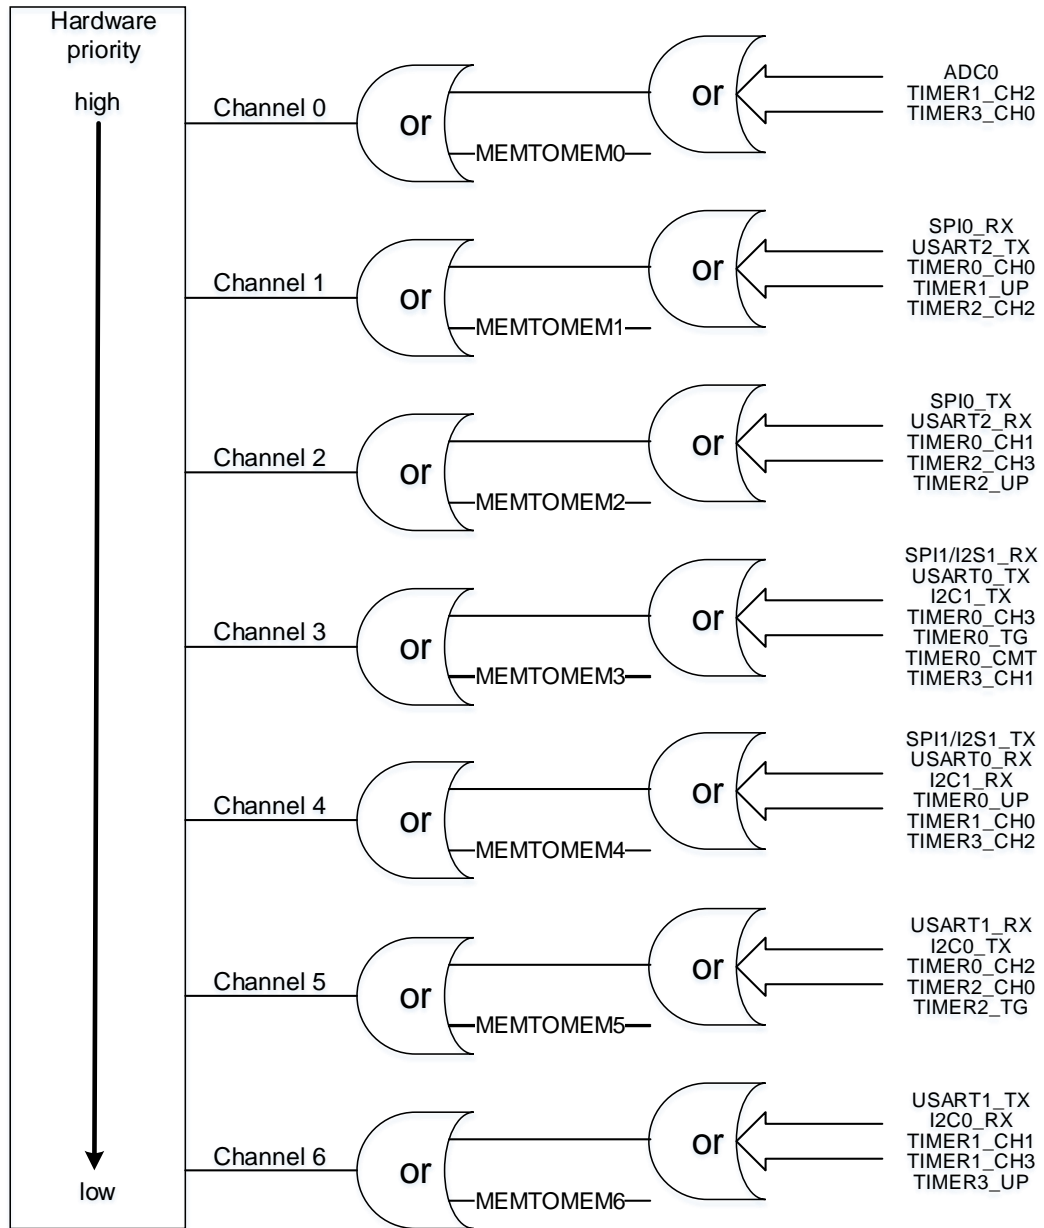 Hardware
priority
high
low
Channel 0
or
MEMTOMEM0
or
ADC0
TIMER1_CH2
TIMER3_CH0
Channel 1
or
MEMTOMEM1
or
SPI0_RX
USART2_TX
TIMER0_CH0
TIMER1_UP
TIMER2_CH2
Channel 2
or
MEMTOMEM2
or
SPI0_TX
USART2_RX
TIMER0_CH1
TIMER2_CH3
TIMER2_UP
Channel 3
or
MEMTOMEM3
or
SPI1/I2S1_RX
USART0_TX
I2C1_TX
TIMER0_CH3
TIMER0_TG
TIMER0_CMT
TIMER3_CH1
Channel 4
or
MEMTOMEM4
or
SPI1/I2S1_TX
USART0_RX
I2C1_RX
TIMER0_UP
TIMER1_CH0
TIMER3_CH2
Channel 5
or
MEMTOMEM5
or
USART1_RX
I2C0_TX
TIMER0_CH2
TIMER2_CH0
TIMER2_TG
Channel 6
or
MEMTOMEM6
or
USART1_TX
I2C0_RX
TIMER1_CH1
TIMER1_CH3
TIMER3_UP